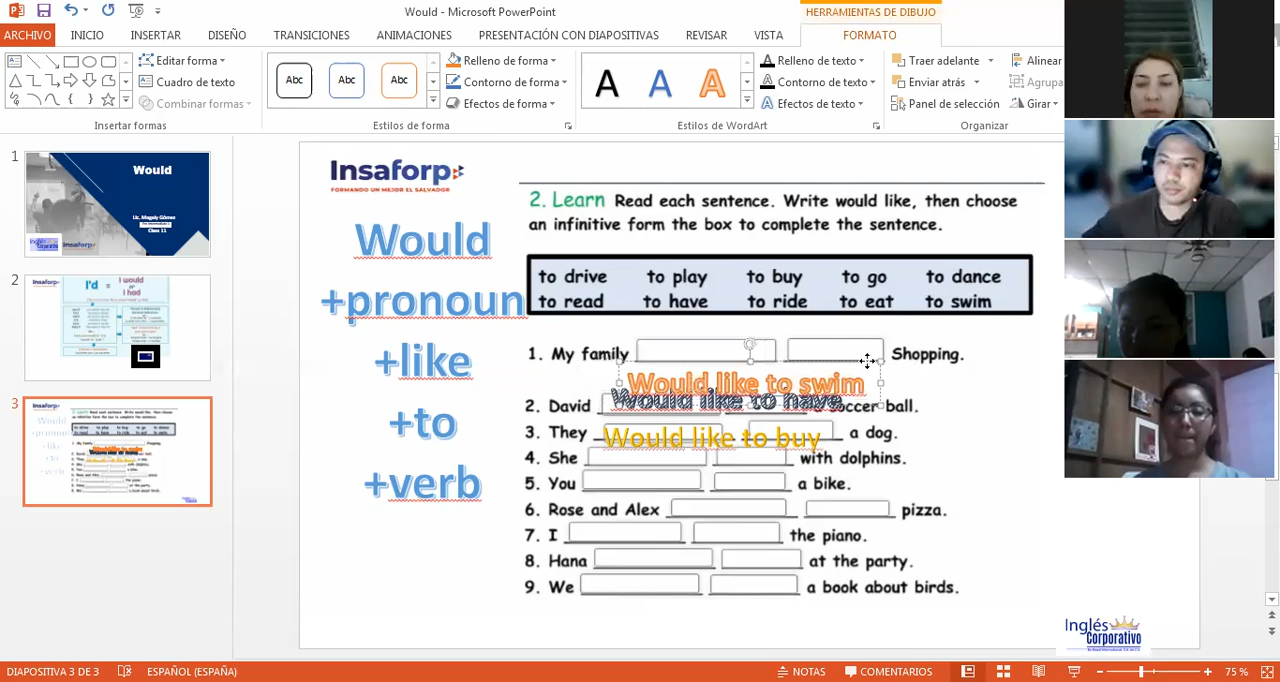 Would - Microsoft PowerPoint
HERRAMIENTAS DE DIBUJO
ARCHIVO INICIO INSERTAR DISEÑO TRANSICIONES ANIMACIONES PRESENTACIÓN CON DIAPOSITIVAS REVISAR VISTA FORMATO
Editar forma
Cuadro de texto
Combinar formas
Insertar formas
Abc Abc Abc
Relleno de forma
Contorno de forma
Efectos de forma
Estilos de forma
A A A
Relleno de texto
Contorno de texto
Efectos de texto
Estilos de WordArt
Traer adelante
Enviar atrás
Panel de selección
Alinear
Agrupa
Girar
Organizar
1
Would
Lic. Magaly Gómez
Class 11
2
I'd = I would
or
I had
3
Insaforp
FORMANDO UN MEJOR EL SALVADOR
Would
+pronoun
+like
+to
+verb
2. Learn Read each sentence. Write would like, then choose
an infinitive form the box to complete the sentence.
to drive to play to buy to go to dance
to read to have to ride to eat to swim
1. My family Shopping.
Would like to swim
Would like to have
2. David a soccer ball.
3. They a dog.
Would like to buy
4. She with dolphins.
5. You a bike.
6. Rose and Alex pizza.
7. I the piano.
8. Hana at the party.
9. We a book about birds.
Inglés
Corporativo
DIAPOSITIVA 3 DE 3 ESPAÑOL (ESPAÑA) NOTAS COMENTARIOS 75 %